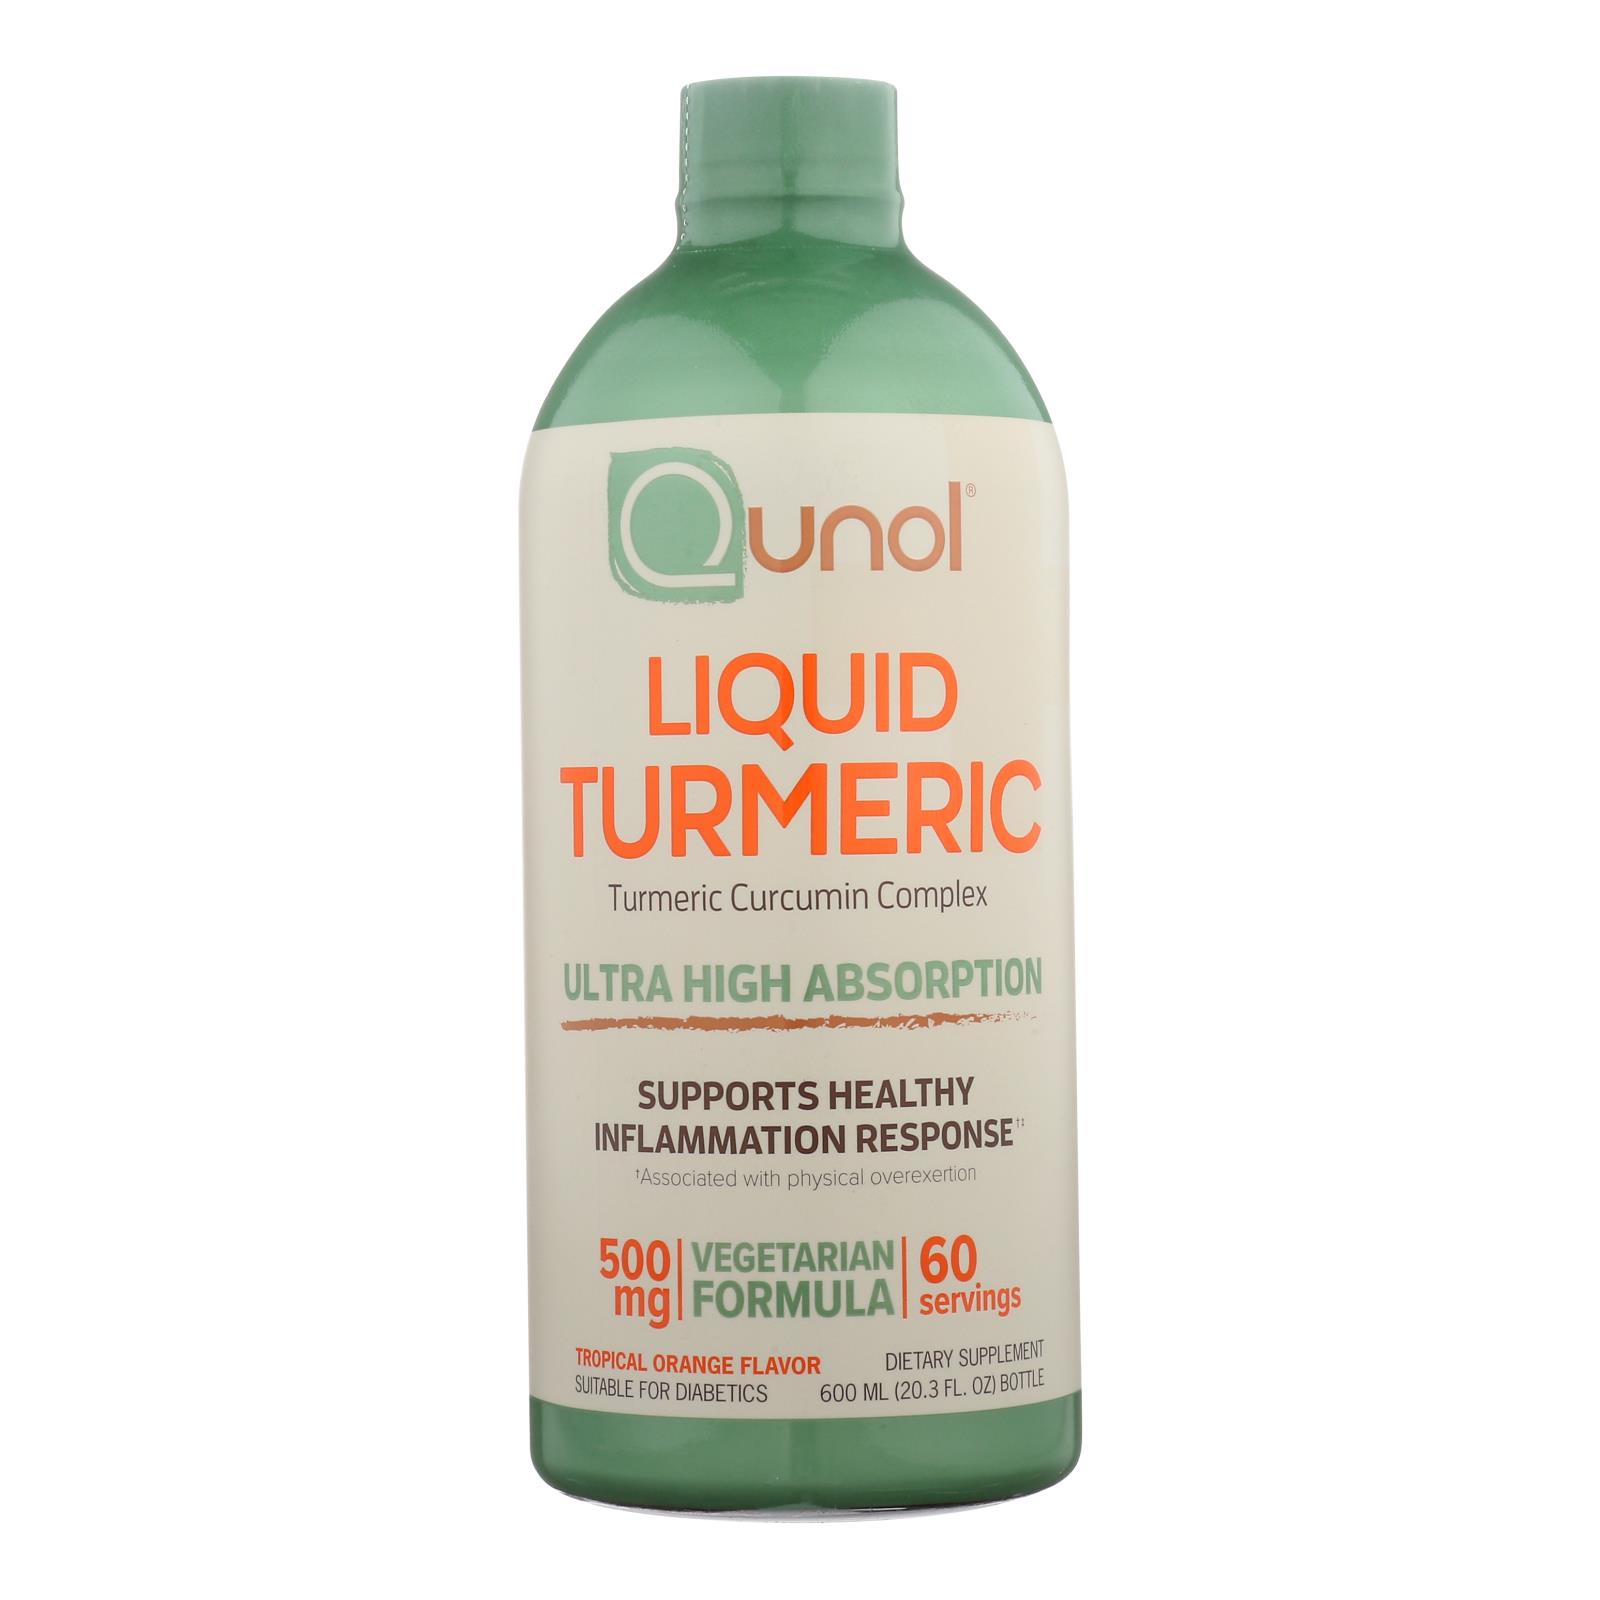 Qunol®
LIQUID
TURMERIC
Turmeric Curcumin Complex
ULTRA HIGH ABSORPTION
SUPPORTS HEALTHY
INFLAMMATION RESPONSE†‡
†Associated with physical overexertion
500 mg
VEGETARIAN FORMULA
60 servings
TROPICAL ORANGE FLAVOR
SUITABLE FOR DIABETICS
DIETARY SUPPLEMENT
600 ML (20.3 FL. OZ) BOTTLE